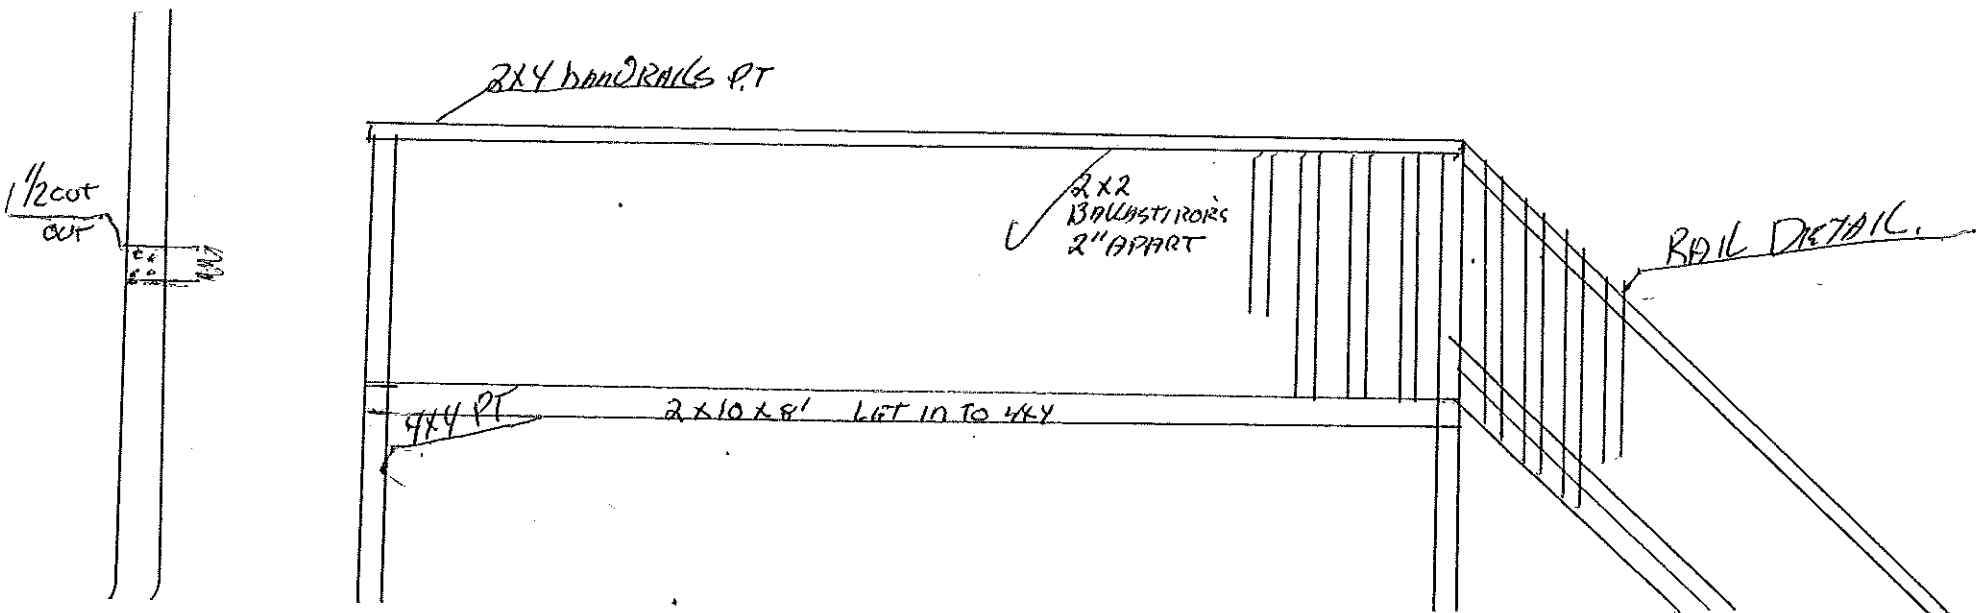 2X4 HANDRAILS P.T
1 1/2 CUT
OUT
2X2
BALLASTIRORS
2" APART
RAIL DETAIL.
4X4 PT
2X10X8' LET IN TO 4X4